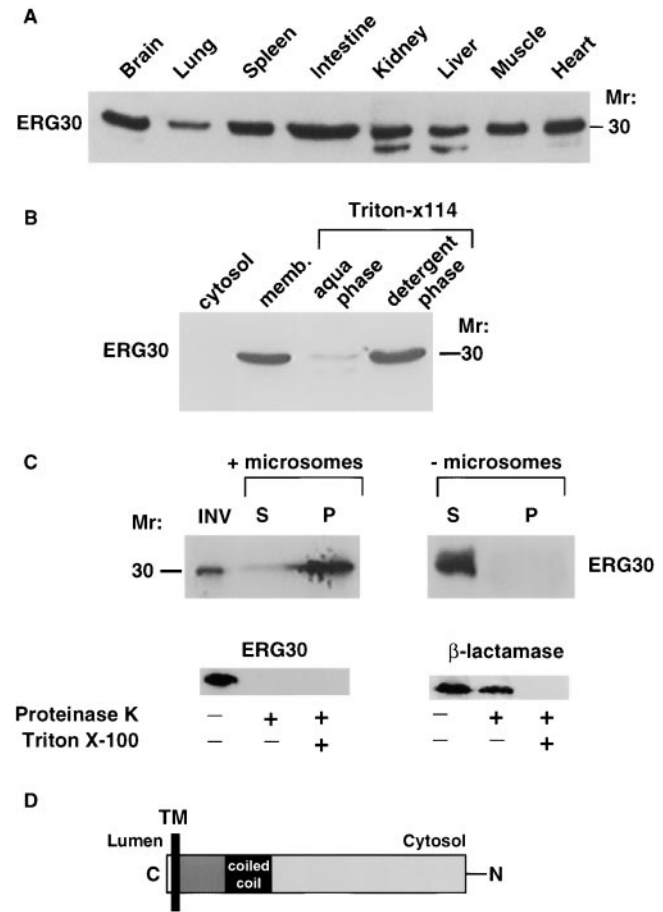 A
Brain Lung Spleen Intestine Kidney Liver Muscle Heart
Mr:
ERG30
30
B
Triton-x114
cytosol memb. aqua phase detergent phase
Mr:
ERG30
30
C
+ microsomes - microsomes
Mr: INV S P S P
30
ERG30
ERG30 β-lactamase
Proteinase K − + + − + +
Triton X-100 − − + − − +
D
TM
Lumen Cytosol
C coiled coil N